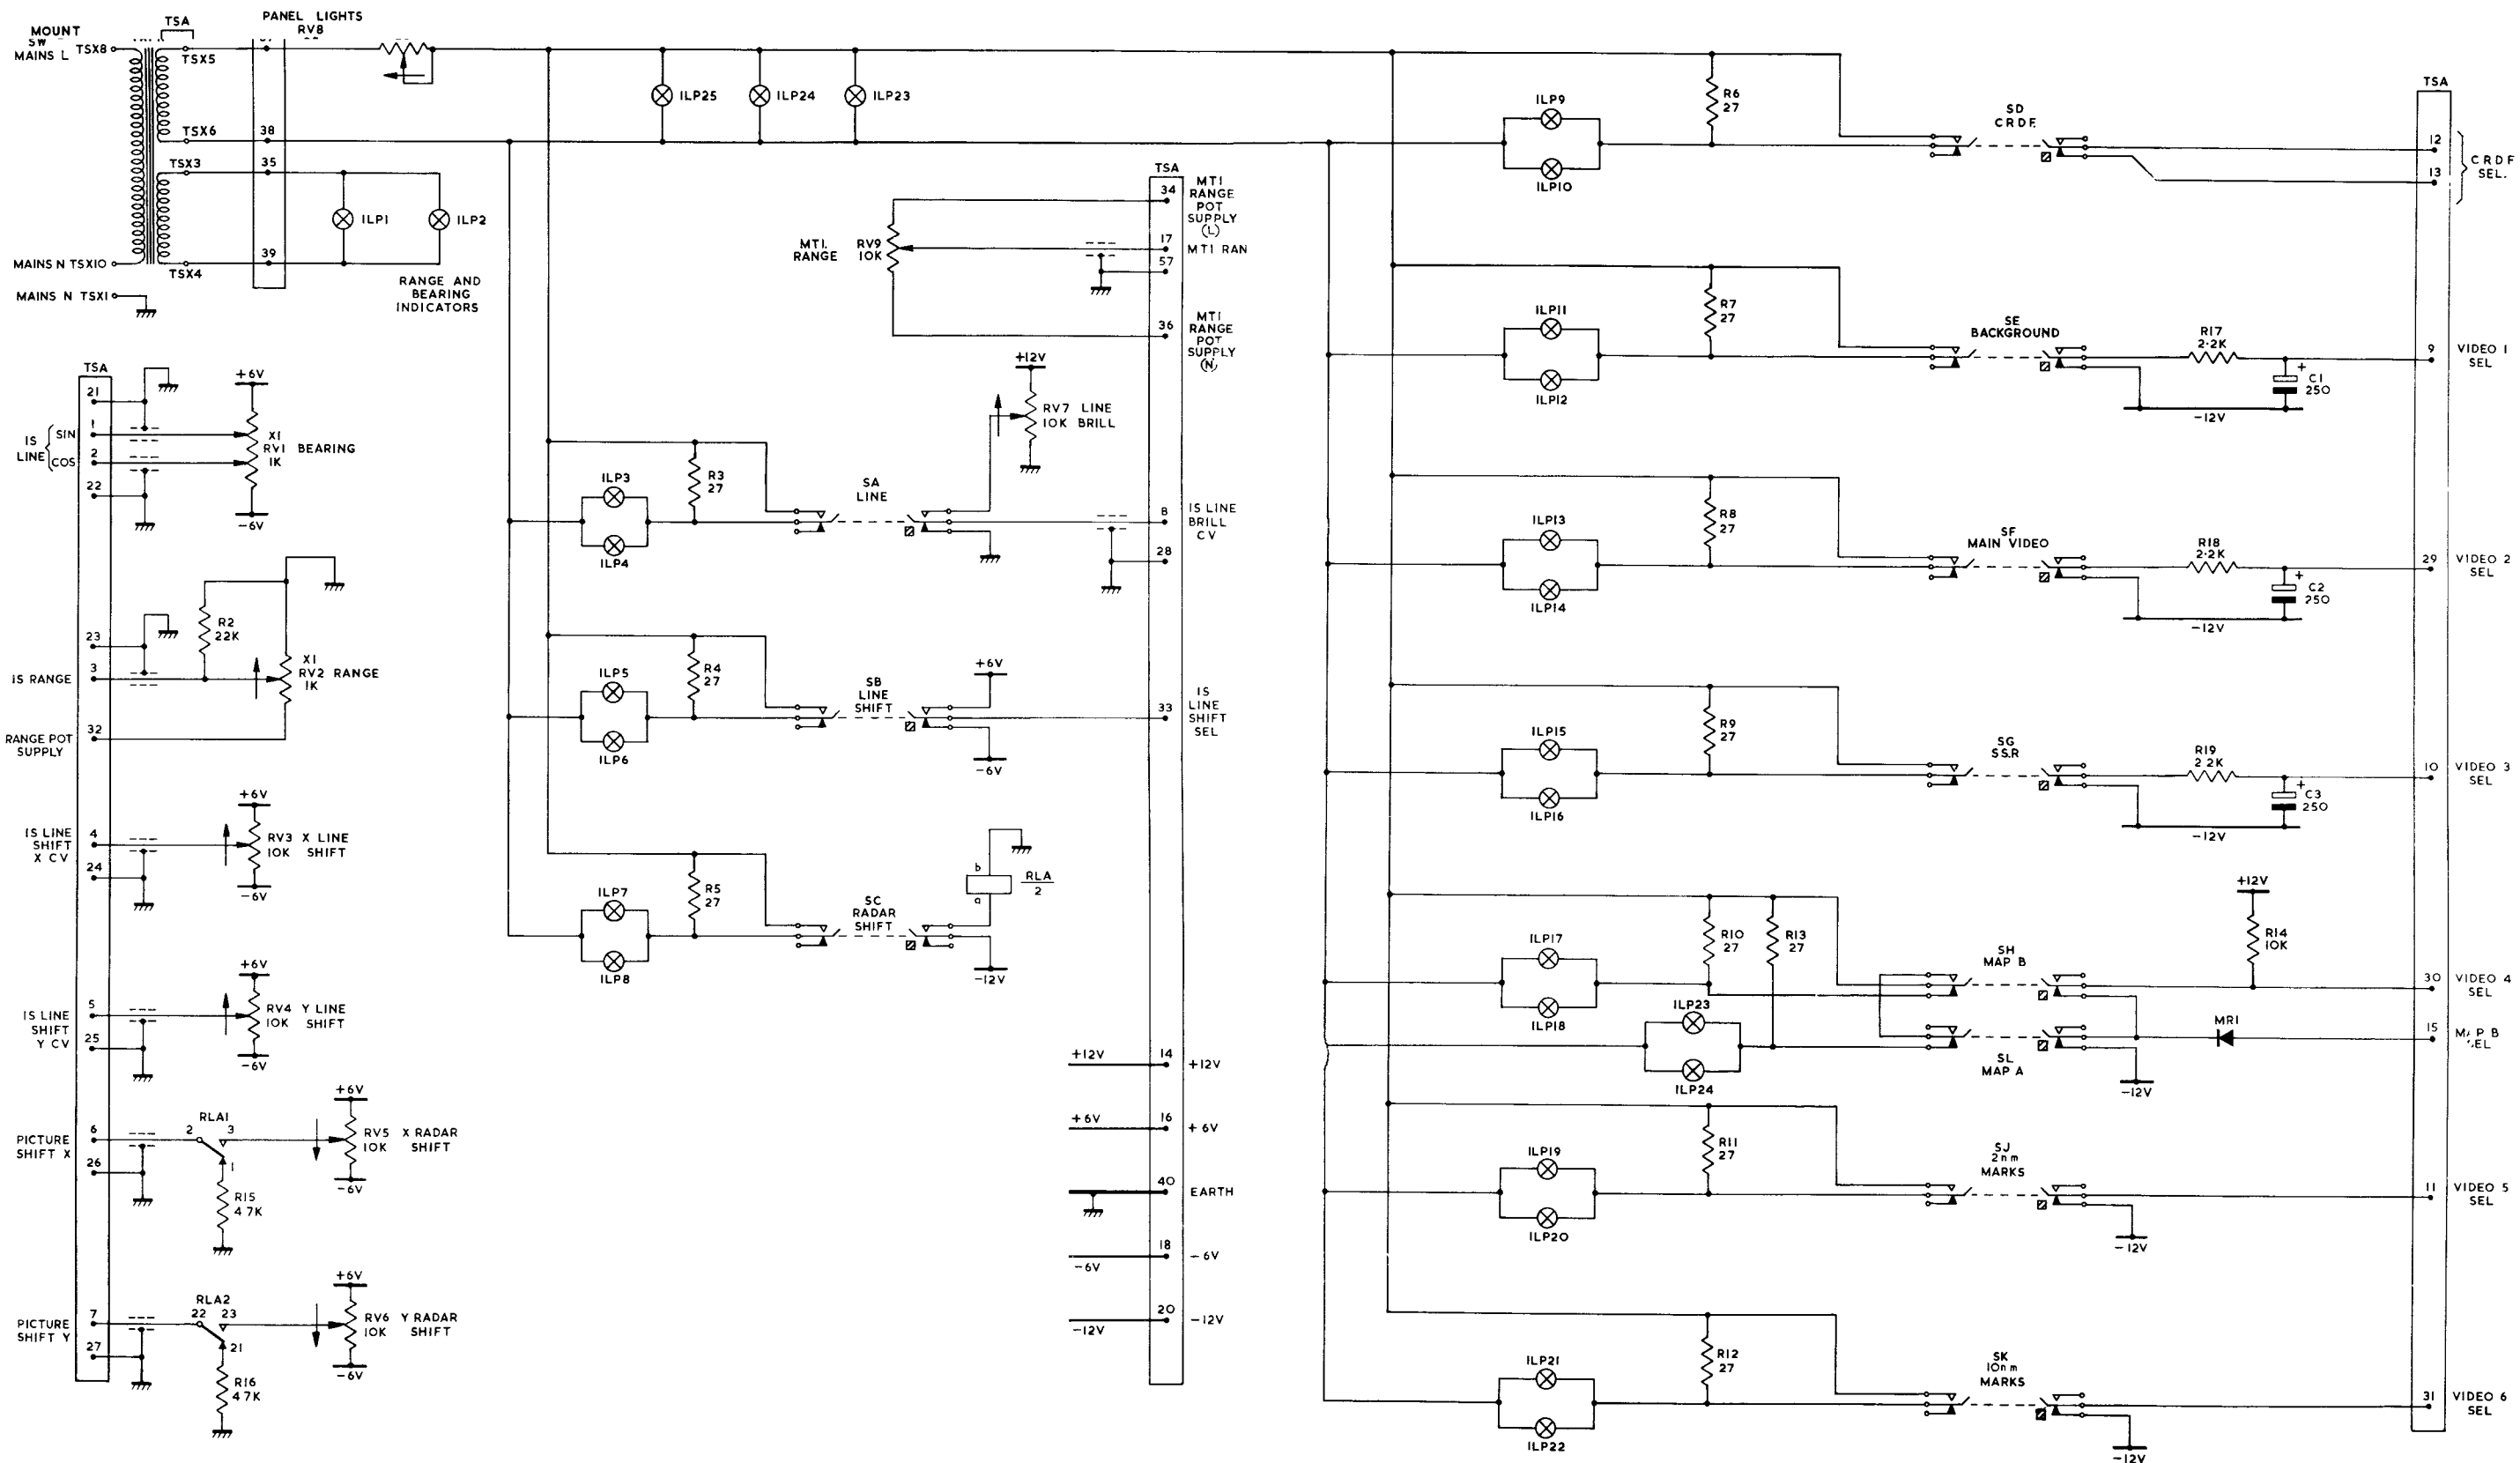 MOUNT
SW
MAINS L TSX8
TSA
TSX5
PANEL LIGHTS
RV8
TSX6
38
TSX3
35
39
TSX4
MAINS N TSX10
MAINS N TSX1
ILP1
ILP2
RANGE AND
BEARING
INDICATORS
ILP25
ILP24
ILP23
TSA
21
1
2
22
IS
LINE
SIN
COS
+6V
X1
RV1 BEARING
1K
-6V
R2
22K
23
3
IS RANGE
X1
RV2 RANGE
1K
32
RANGE POT
SUPPLY
+6V
IS LINE
SHIFT
X CV
4
24
RV3 X LINE
10K SHIFT
-6V
+6V
IS LINE
SHIFT
Y CV
5
25
RV4 Y LINE
10K SHIFT
-6V
PICTURE
SHIFT X
6
26
RLA1
2
3
1
R15
4.7K
+6V
RV5 X RADAR
10K SHIFT
-6V
PICTURE
SHIFT Y
7
27
RLA2
22 23
21
R16
4.7K
+6V
RV6 Y RADAR
10K SHIFT
-6V
MTI.
RANGE
RV9
10K
TSA
34
MTI
RANGE
POT
SUPPLY
(L)
17
MTI RAN
57
36
MTI
RANGE
POT
SUPPLY
(N)
+12V
RV7 LINE
10K BRILL
ILP3
ILP4
R3
27
SA
LINE
8
IS LINE
BRILL
CV
28
ILP5
ILP6
R4
27
SB
LINE
SHIFT
+6V
-6V
33
IS
LINE
SHIFT
SEL
ILP7
ILP8
R5
27
SC
RADAR
SHIFT
b
a
RLA
2
-12V
+12V
14
+12V
+6V
16
+6V
40
EARTH
18
-6V
-6V
20
-12V
-12V
ILP9
ILP10
R6
27
SD
CRDF.
TSA
12
13
CRDF
SEL.
ILP11
ILP12
R7
27
SE
BACKGROUND
R17
2·2K
+
C1
250
-12V
9
VIDEO 1
SEL
ILP13
ILP14
R8
27
SF
MAIN VIDEO
R18
2·2K
+
C2
250
-12V
29
VIDEO 2
SEL
ILP15
ILP16
R9
27
SG
S.S.R
R19
2 2K
+
C3
250
-12V
10
VIDEO 3
SEL
ILP17
ILP18
R10
27
R13
27
SH
MAP B
+12V
R14
10K
30
VIDEO 4
SEL
ILP23
ILP24
SL
MAP A
MR1
-12V
15
MAP B
SEL
ILP19
ILP20
R11
27
SJ
2nm
MARKS
-12V
11
VIDEO 5
SEL
ILP21
ILP22
R12
27
SK
10nm
MARKS
-12V
31
VIDEO 6
SEL